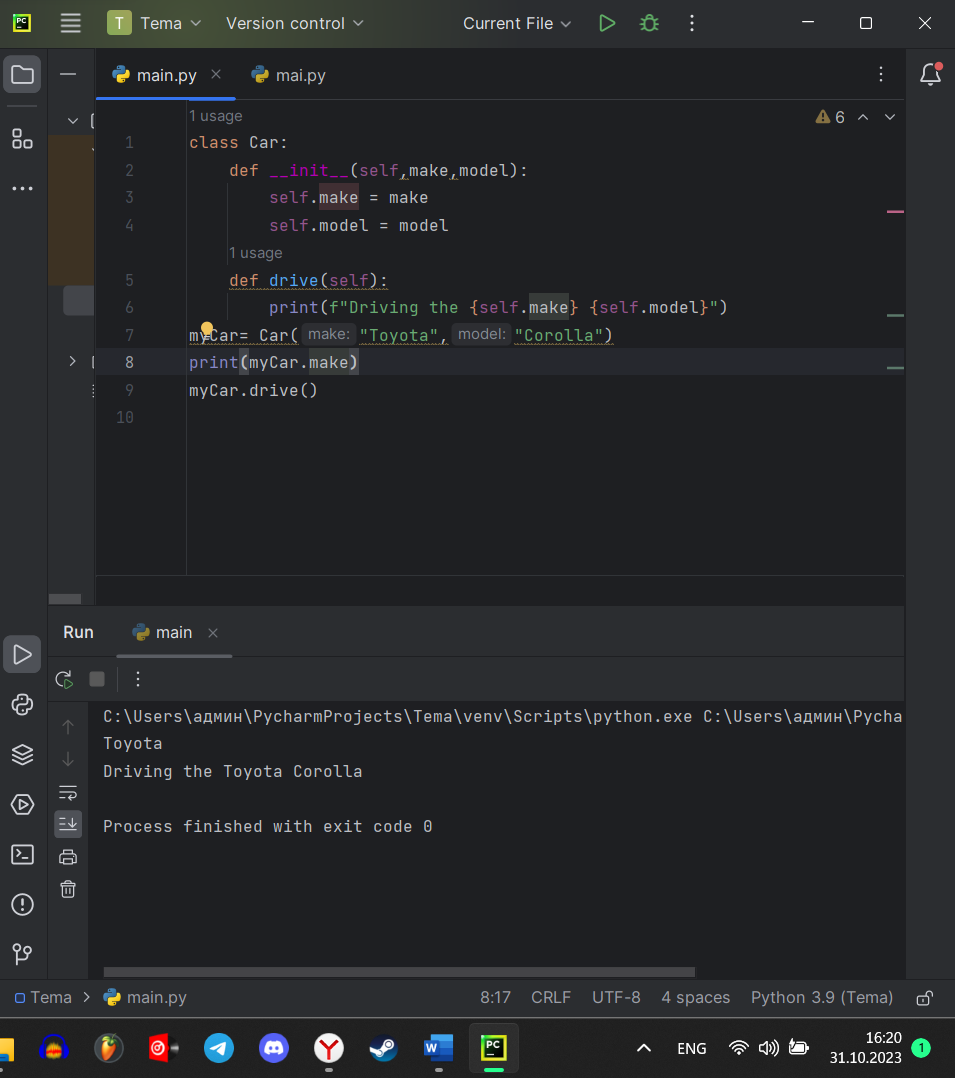 PC T Tema Version control Current File
main.py mai.py
1 usage 6
1 class Car:
2 def __init__(self,make,model):
3 self.make = make
4 self.model = model
1 usage
5 def drive(self):
6 print(f"Driving the {self.make} {self.model}")
7 myCar= Car( make: "Toyota", model: "Corolla")
8 print(myCar.make)
9 myCar.drive()
10
Run main
C:\Users\админ\PycharmProjects\Tema\venv\Scripts\python.exe C:\Users\админ\Pycha
Toyota
Driving the Toyota Corolla
Process finished with exit code 0
Tema main.py 8:17 CRLF UTF-8 4 spaces Python 3.9 (Tema)
W PC ENG 16:20 1
31.10.2023